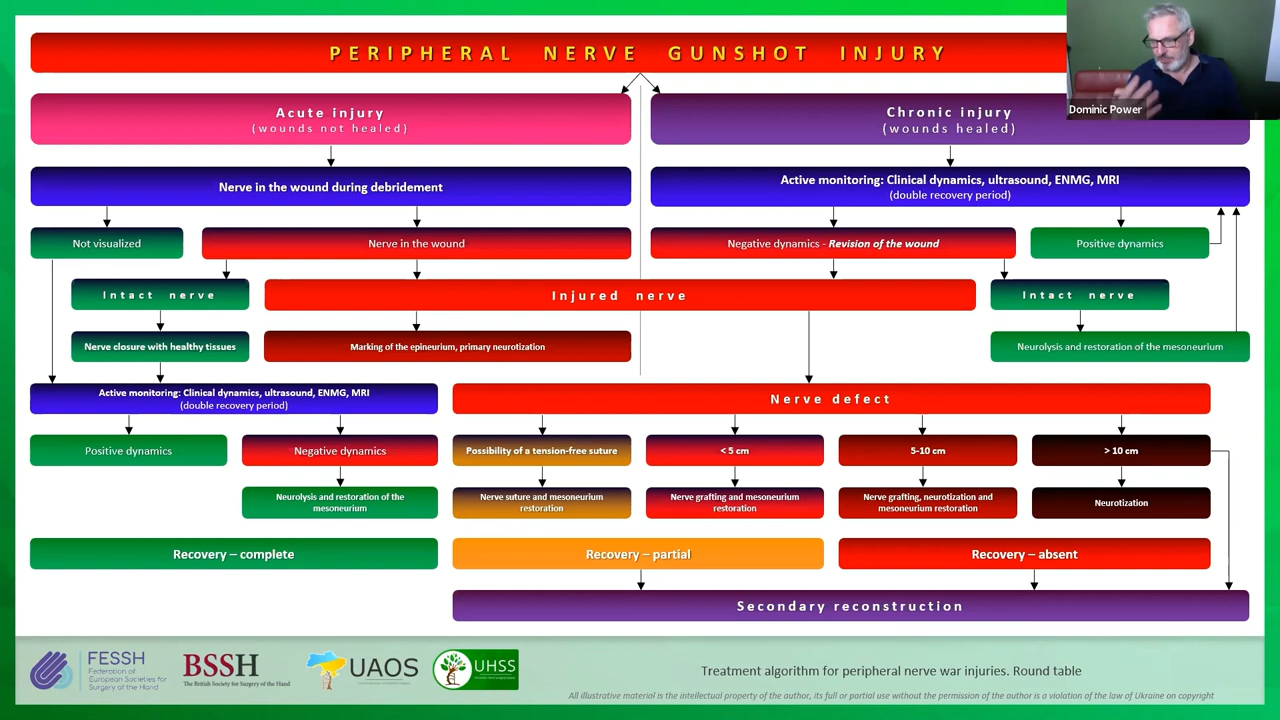 PERIPHERAL NERVE GUNSHOT INJURY
Dominic Power
Acute injury
(wounds not healed)
Chronic injury
(wounds healed)
Nerve in the wound during debridement
Active monitoring: Clinical dynamics, ultrasound, ENMG, MRI
(double recovery period)
Not visualized
Nerve in the wound
Negative dynamics - Revision of the wound
Positive dynamics
Intact nerve
Injured nerve
Intact nerve
Nerve closure with healthy tissues
Marking of the epineurium, primary neurotization
Neurolysis and restoration of the mesoneurium
Active monitoring: Clinical dynamics, ultrasound, ENMG, MRI
(double recovery period)
Nerve defect
Positive dynamics
Negative dynamics
Possibility of a tension-free suture
< 5 cm
5-10 cm
> 10 cm
Neurolysis and restoration of the
mesoneurium
Nerve suture and mesoneurium
restoration
Nerve grafting and mesoneurium
restoration
Nerve grafting, neurotization and
mesoneurium restoration
Neurotization
Recovery – complete
Recovery – partial
Recovery – absent
Secondary reconstruction
FESSH
Federation of
European Societies for
Surgery of the Hand
BSSH
The British Society for Surgery of the Hand
UAOS
UHSS
Treatment algorithm for peripheral nerve war injuries. Round table
All illustrative material is the intellectual property of the author, its full or partial use without the permission of the author is a violation of the law of Ukraine on copyright